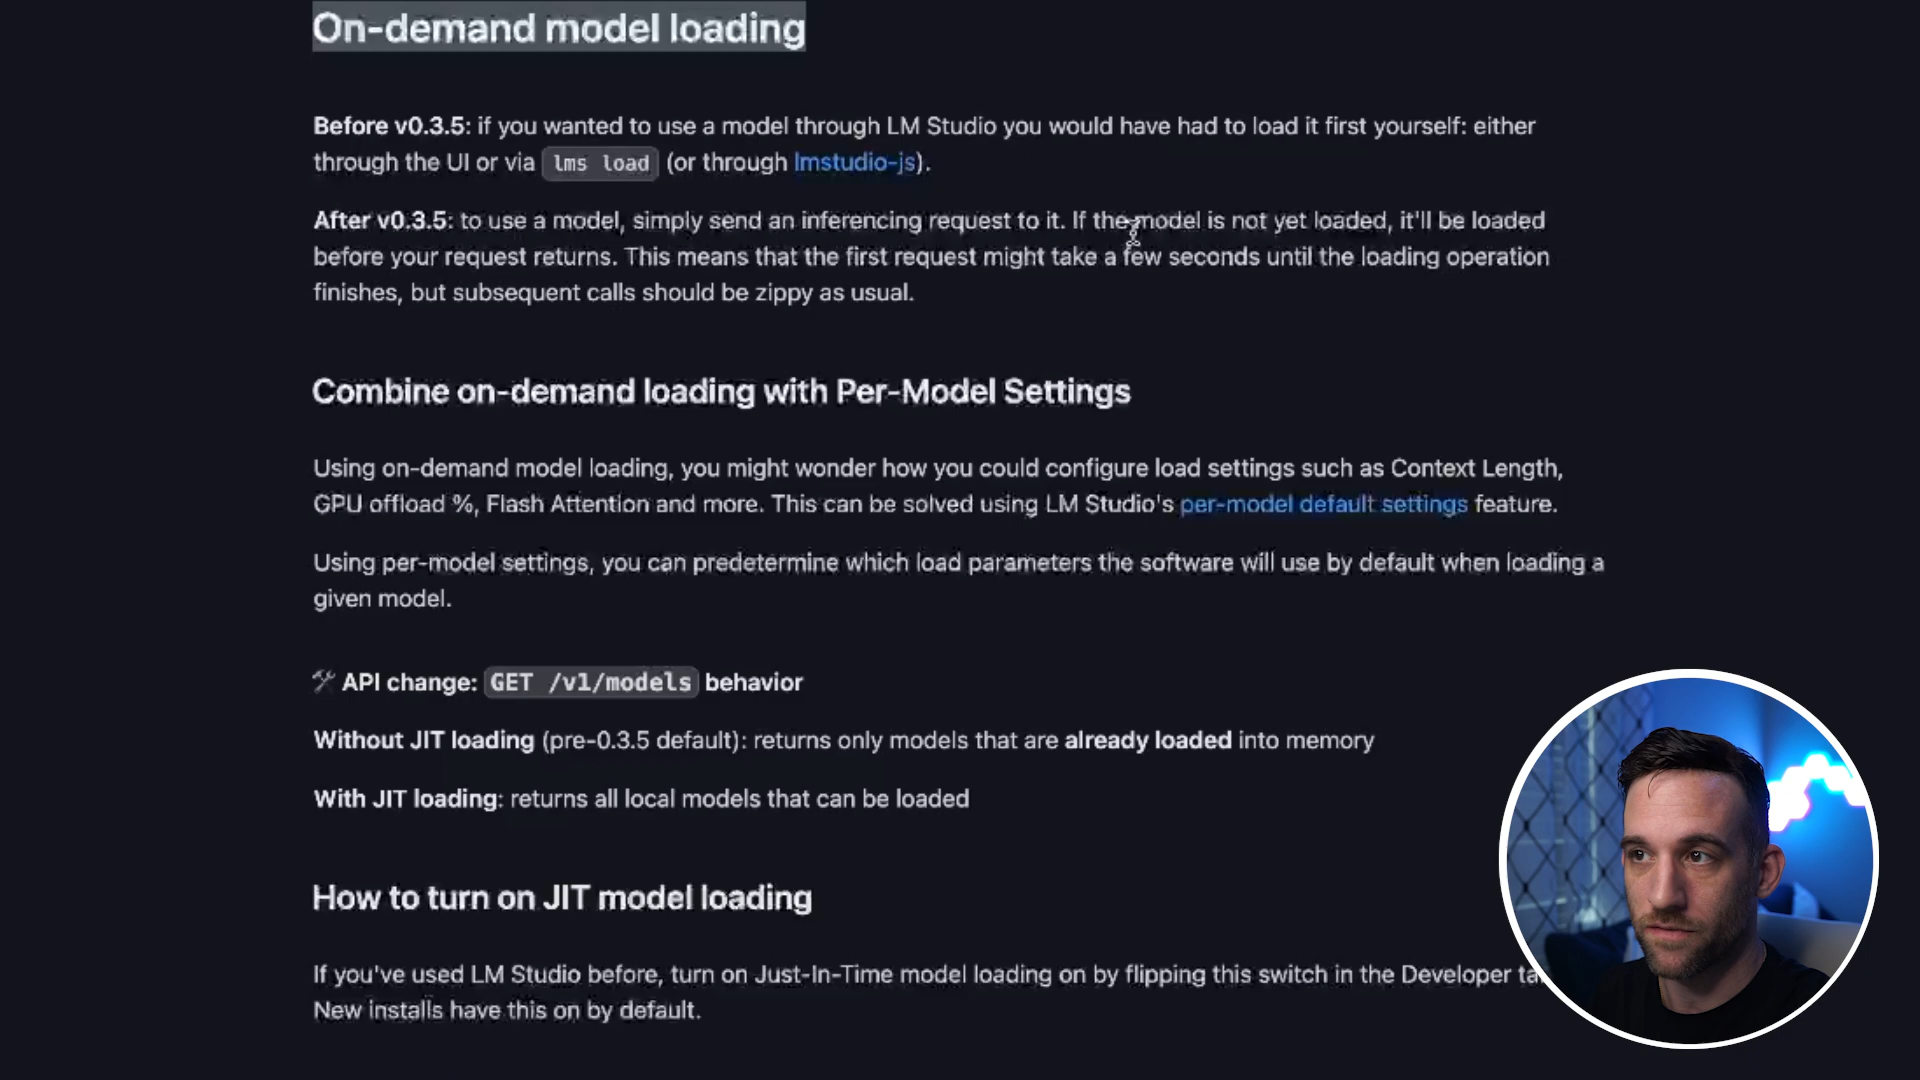 On-demand model loading
Before v0.3.5: if you wanted to use a model through LM Studio you would have had to load it first yourself: either
through the UI or via lms load (or through lmstudio-js).
After v0.3.5: to use a model, simply send an inferencing request to it. If the model is not yet loaded, it'll be loaded
before your request returns. This means that the first request might take a few seconds until the loading operation
finishes, but subsequent calls should be zippy as usual.
Combine on-demand loading with Per-Model Settings
Using on-demand model loading, you might wonder how you could configure load settings such as Context Length,
GPU offload %, Flash Attention and more. This can be solved using LM Studio's per-model default settings feature.
Using per-model settings, you can predetermine which load parameters the software will use by default when loading a
given model.
🛠 API change: GET /v1/models behavior
Without JIT loading (pre-0.3.5 default): returns only models that are already loaded into memory
With JIT loading: returns all local models that can be loaded
How to turn on JIT model loading
If you've used LM Studio before, turn on Just-In-Time model loading on by flipping this switch in the Developer
New installs have this on by default.